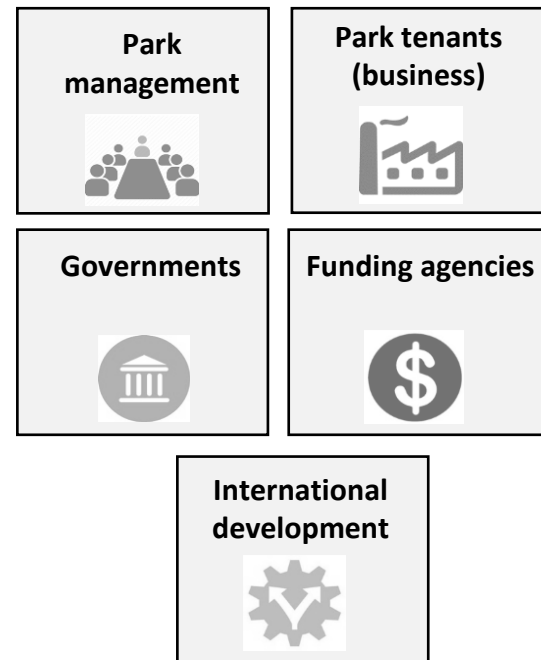 Park
management
Park tenants
(business)
Governments
Funding agencies
International
development